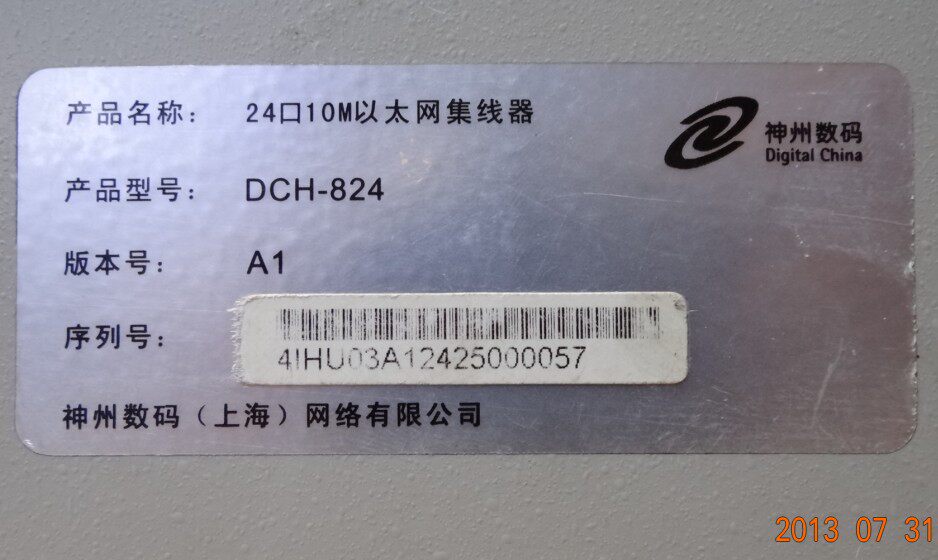 产品名称： 24口10M以太网集线器
神州数码
Digital China
产品型号： DCH-824
版本号： A1
序列号： 4IHU03A12425000057
神州数码（上海）网络有限公司
2013 07 31